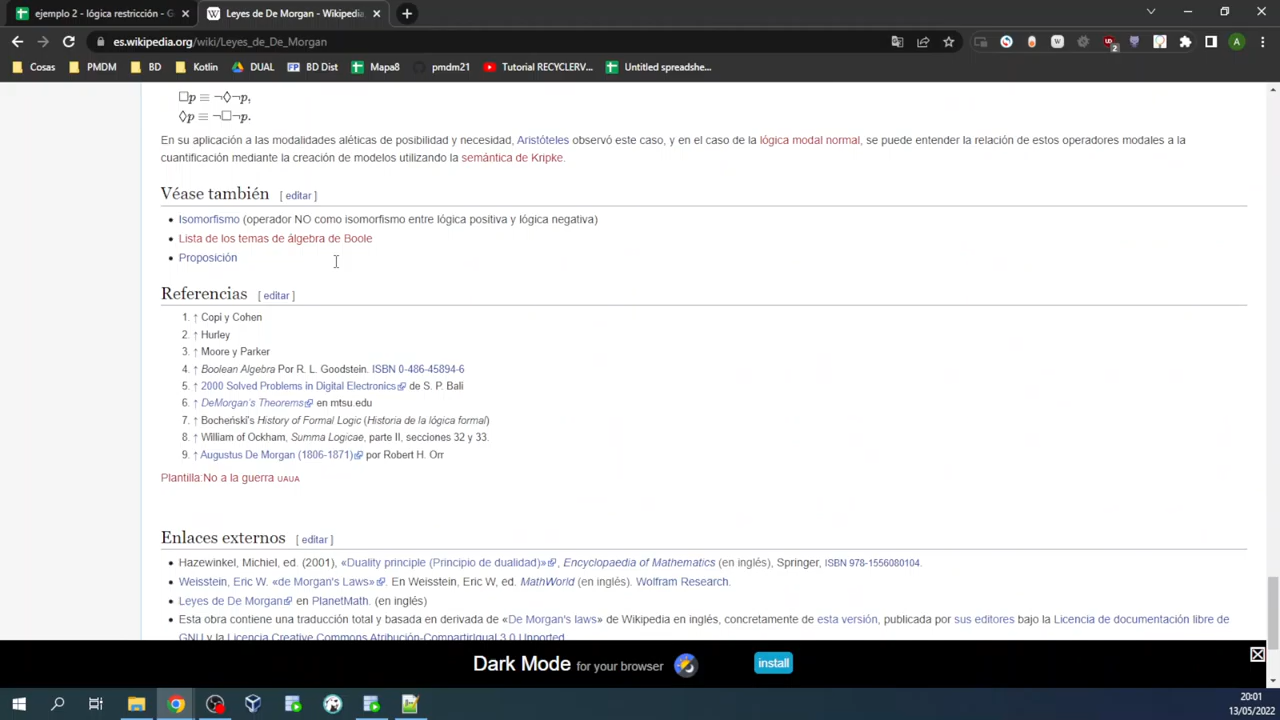 ejemplo 2 - lógica restricción - G
Leyes de De Morgan - Wikipedia
es.wikipedia.org/wiki/Leyes_de_De_Morgan
2
A
Cosas
PMDM
BD
Kotlin
DUAL
FP BD Dist
Mapa8
pmdm21
Tutorial RECYCLERV...
Untitled spreadshe...
□p ≡ ¬◊¬p,
◊p ≡ ¬□¬p.
En su aplicación a las modalidades aléticas de posibilidad y necesidad, Aristóteles observó este caso, y en el caso de la lógica modal normal, se puede entender la relación de estos operadores modales a la
cuantificación mediante la creación de modelos utilizando la semántica de Kripke.
Véase también [ editar ]
• Isomorfismo (operador NO como isomorfismo entre lógica positiva y lógica negativa)
• Lista de los temas de álgebra de Boole
• Proposición
Referencias [ editar ]
1. ↑ Copi y Cohen
2. ↑ Hurley
3. ↑ Moore y Parker
4. ↑ Boolean Algebra Por R. L. Goodstein. ISBN 0-486-45894-6
5. ↑ 2000 Solved Problems in Digital Electronics de S. P. Bali
6. ↑ DeMorgan's Theorems en mtsu.edu
7. ↑ Bocheński's History of Formal Logic (Historia de la lógica formal)
8. ↑ William of Ockham, Summa Logicae, parte II, secciones 32 y 33.
9. ↑ Augustus De Morgan (1806-1871) por Robert H. Orr
Plantilla:No a la guerra UAUA
Enlaces externos [ editar ]
• Hazewinkel, Michiel, ed. (2001), «Duality principle (Principio de dualidad)», Encyclopaedia of Mathematics (en inglés), Springer, ISBN 978-1556080104.
• Weisstein, Eric W. «de Morgan's Laws». En Weisstein, Eric W, ed. MathWorld (en inglés). Wolfram Research.
• Leyes de De Morgan en PlanetMath. (en inglés)
• Esta obra contiene una traducción total y basada en derivada de «De Morgan's laws» de Wikipedia en inglés, concretamente de esta versión, publicada por sus editores bajo la Licencia de documentación libre de
GNU y la Licencia Creative Commons Atribución-CompartirIgual 3.0 Unported.
Dark Mode for your browser
install
20:01
13/05/2022